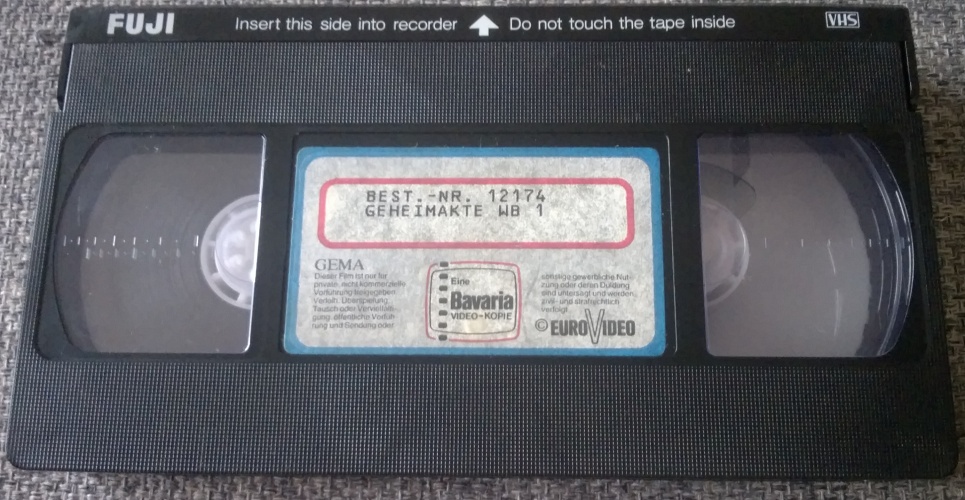 FUJI Insert this side into recorder Do not touch the tape inside VHS
BEST.-NR. 12174
GEHEIMAKTE WB 1
GEMA
Dieser Film ist nur für
private, nicht kommerzielle
Vorführung freigegeben.
Verleih, Überspielung,
Tausch oder Vervielfäl-
gung, öffentliche Vorfüh-
rung und Sendung oder
Eine
Bavaria
VIDEO-KOPIE
sonstige gewerbliche Nut-
zung oder deren Duldung
sind untersagt und werden
zivil- und strafrechtlich
verfolgt.
© EUROVIDEO